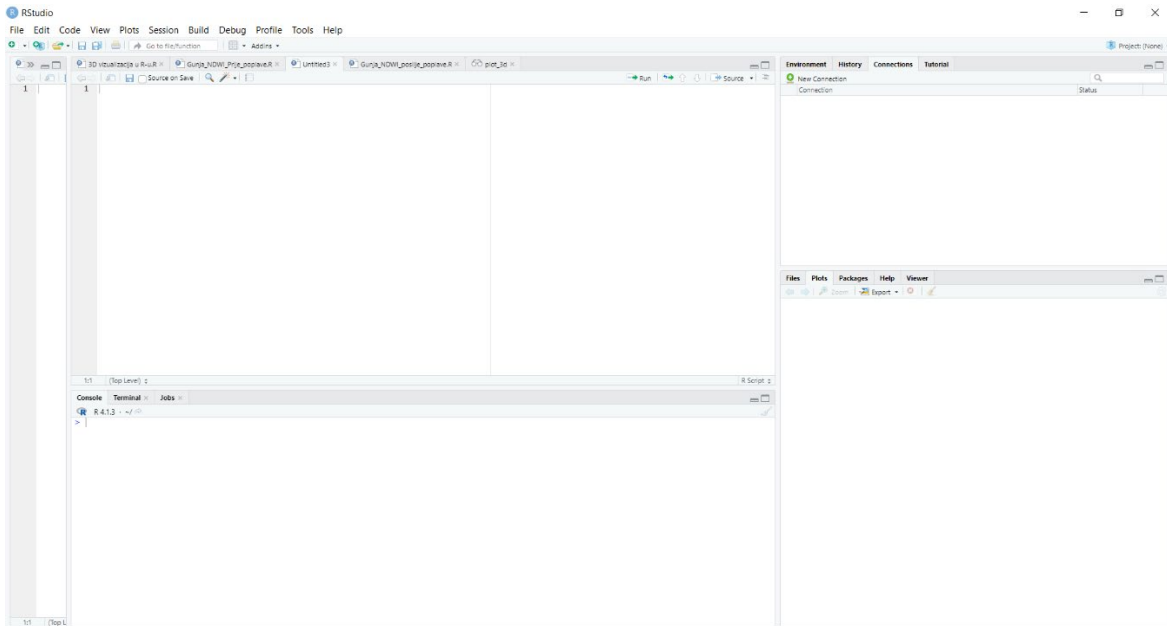 RStudio
File Edit Code View Plots Session Build Debug Profile Tools Help
Go to file/function Addins Project: (None)
3D vizualizacija u R-u.R Gunja_NDWI_Prije_poplave.R Untitled3 Gunja_NDWI_poslije_poplave.R plot_3d
Source on Save Run Source
1
1
1:1 (Top Level) R Script
Console Terminal Jobs
R 4.1.3 · ~/
>
1:1 (Top L
Environment History Connections Tutorial
New Connection
Connection Status
Files Plots Packages Help Viewer
Zoom Export